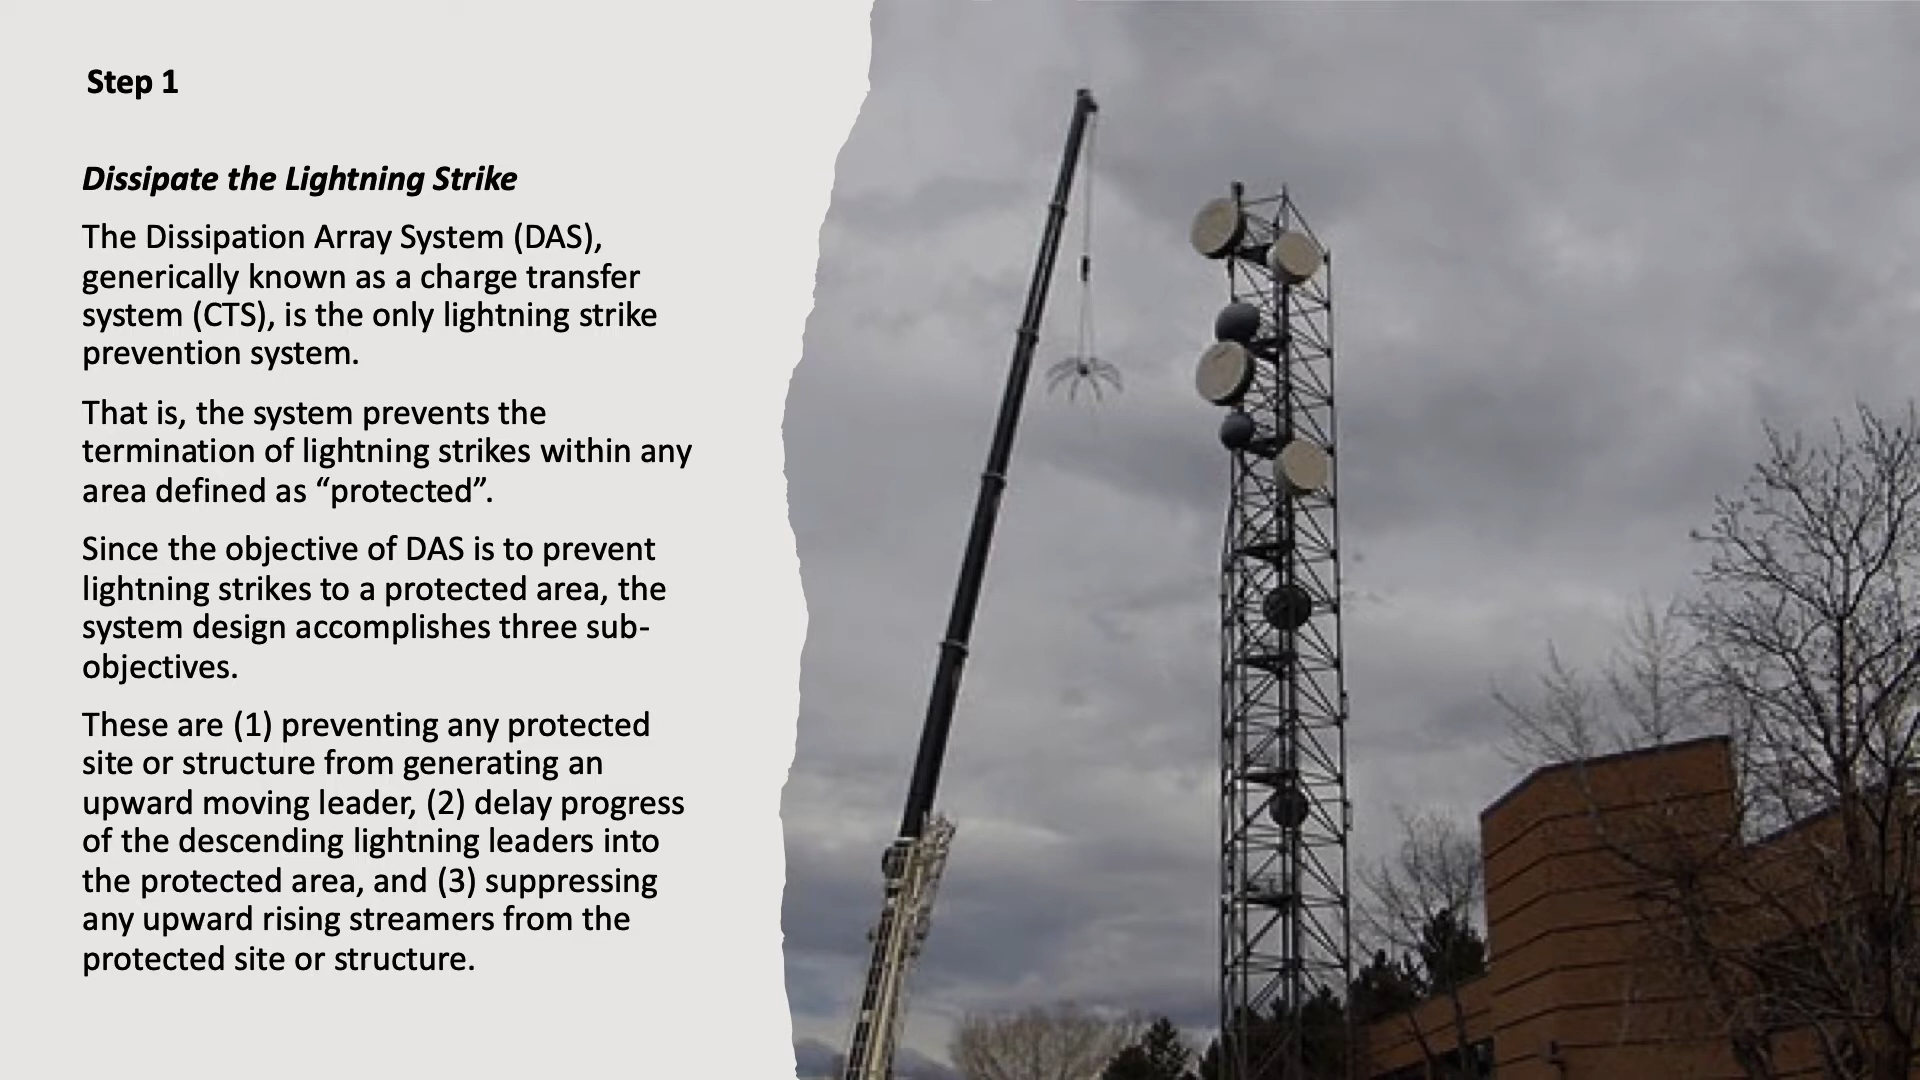 Step 1
Dissipate the Lightning Strike
The Dissipation Array System (DAS),
generically known as a charge transfer
system (CTS), is the only lightning strike
prevention system.
That is, the system prevents the
termination of lightning strikes within any
area defined as “protected”.
Since the objective of DAS is to prevent
lightning strikes to a protected area, the
system design accomplishes three sub-
objectives.
These are (1) preventing any protected
site or structure from generating an
upward moving leader, (2) delay progress
of the descending lightning leaders into
the protected area, and (3) suppressing
any upward rising streamers from the
protected site or structure.